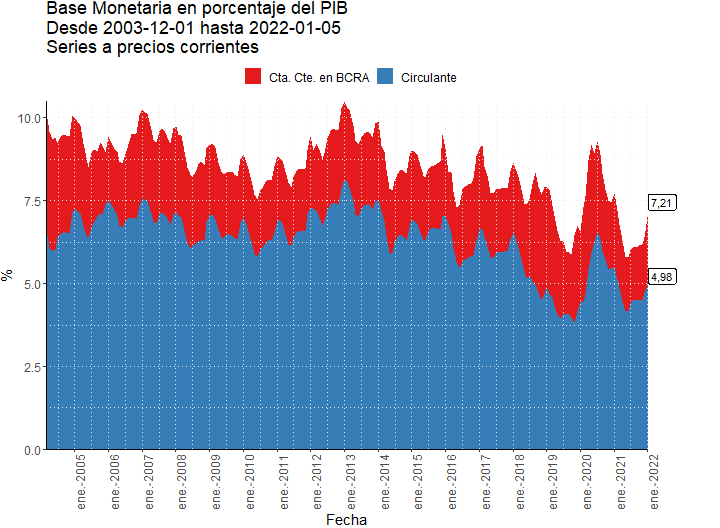 Base Monetaria en porcentaje del PIB
Desde 2003-12-01 hasta 2022-01-05
Series a precios corrientes
Cta. Cte. en BCRA
Circulante
10.0
7.5
5.0
2.5
0.0
%
7,21
4,98
ene.-2005
ene.-2006
ene.-2007
ene.-2008
ene.-2009
ene.-2010
ene.-2011
ene.-2012
ene.-2013
ene.-2014
ene.-2015
ene.-2016
ene.-2017
ene.-2018
ene.-2019
ene.-2020
ene.-2021
ene.-2022
Fecha